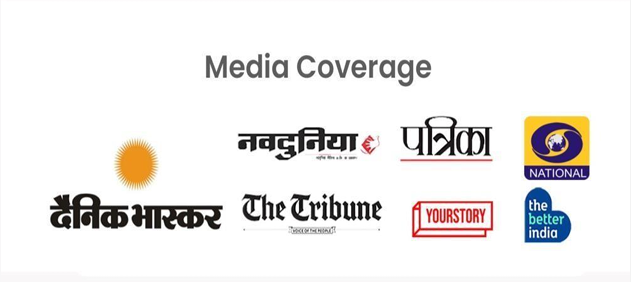 Media Coverage
दैनिक भास्कर
नवदुनिया
पत्रिका
NATIONAL
The Tribune
VOICE OF THE PEOPLE
YOURSTORY
the
better
india